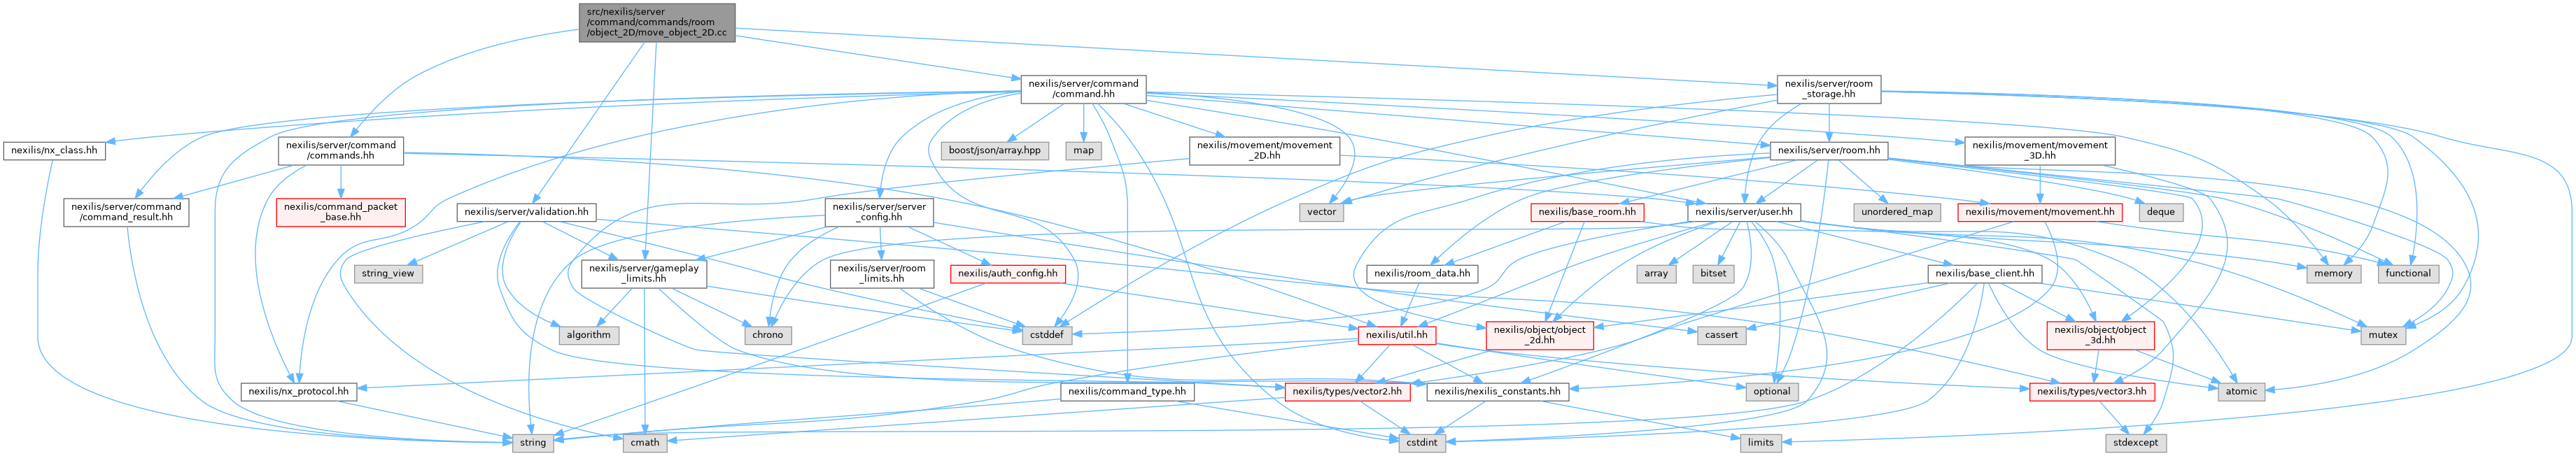 src/nexilis/server
/command/commands/room
/object_2D/move_object_2D.cc
nexilis/server/command
/command.hh
nexilis/server/room
_storage.hh
nexilis/nx_class.hh
nexilis/server/command
/commands.hh
boost/json/array.hpp
map
nexilis/movement/movement
_2D.hh
nexilis/server/room.hh
nexilis/movement/movement
_3D.hh
nexilis/server/command
/command_result.hh
nexilis/command_packet
_base.hh
nexilis/server/validation.hh
nexilis/server/server
_config.hh
vector
nexilis/base_room.hh
nexilis/server/user.hh
unordered_map
nexilis/movement/movement.hh
deque
string_view
nexilis/server/gameplay
_limits.hh
nexilis/server/room
_limits.hh
nexilis/auth_config.hh
nexilis/room_data.hh
array
bitset
nexilis/base_client.hh
memory
functional
algorithm
chrono
cstddef
nexilis/util.hh
nexilis/object/object
_2d.hh
cassert
nexilis/object/object
_3d.hh
mutex
nexilis/nx_protocol.hh
nexilis/command_type.hh
nexilis/types/vector2.hh
nexilis/nexilis_constants.hh
optional
nexilis/types/vector3.hh
atomic
string
cmath
cstdint
limits
stdexcept